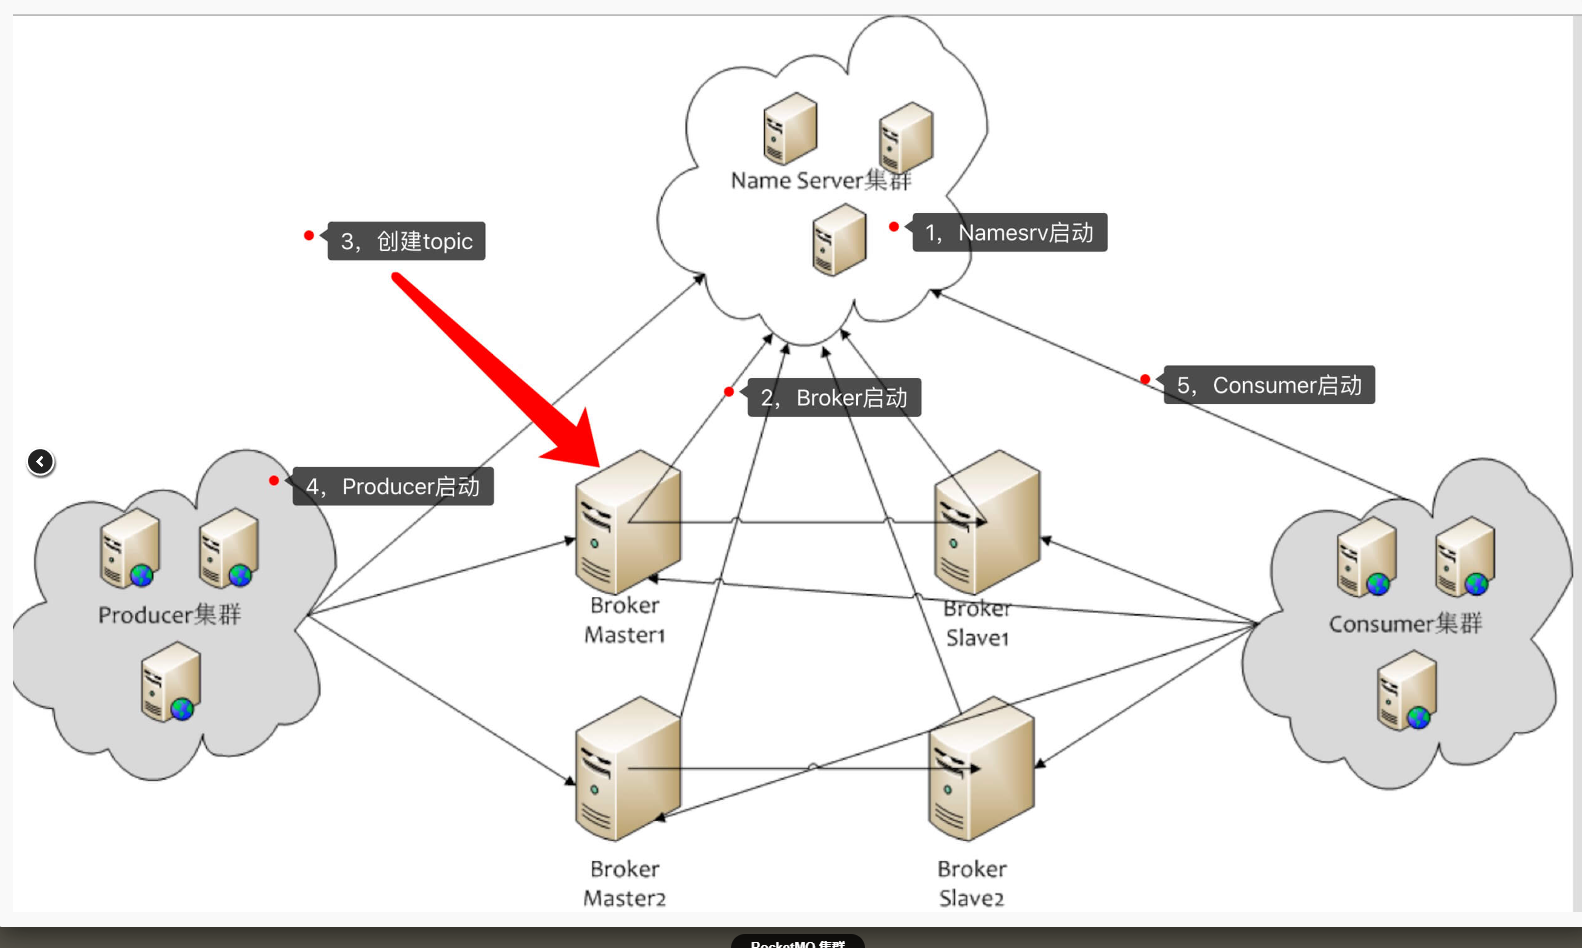 Name Server集群
3，创建topic
1，Namesrv启动
2，Broker启动
5，Consumer启动
4，Producer启动
Producer集群
Broker
Master1
Broker
Slave1
Consumer集群
Broker
Master2
Broker
Slave2
RocketMQ 集群